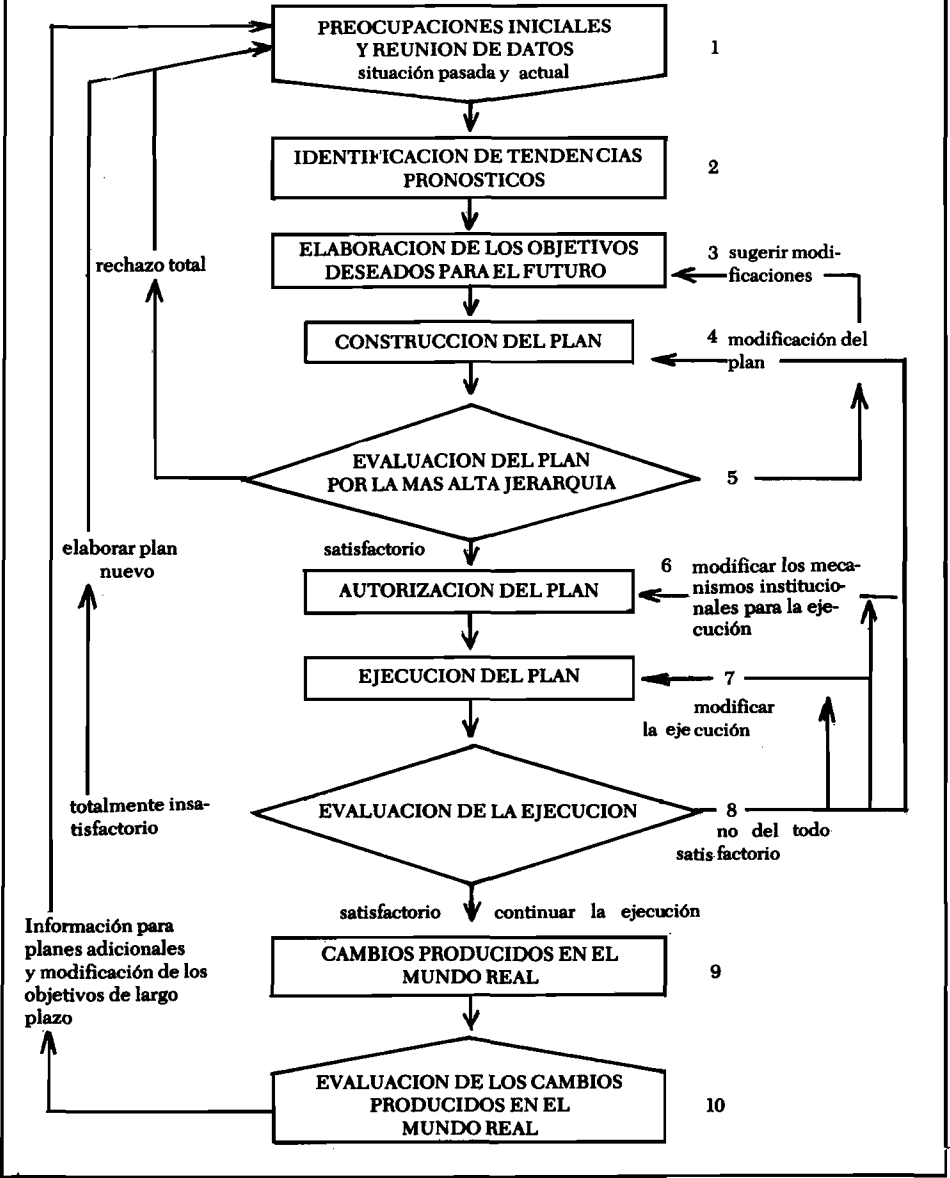 PREOCUPACIONES INICIALES
Y REUNION DE DATOS
situación pasada y actual
1
IDENTIFICACION DE TENDENCIAS
PRONOSTICOS
2
ELABORACION DE LOS OBJETIVOS
DESEADOS PARA EL FUTURO
3 sugerir modi-
ficaciones
rechazo total
CONSTRUCCION DEL PLAN
4 modificación del
plan
EVALUACION DEL PLAN
POR LA MAS ALTA JERARQUIA
5
elaborar plan
nuevo
satisfactorio
AUTORIZACION DEL PLAN
6 modificar los meca-
nismos institucio-
nales para la eje-
cución
EJECUCION DEL PLAN
7
modificar
la eje cución
totalmente insa-
tisfactorio
EVALUACION DE LA EJECUCION
8
no del todo
satisfactorio
satisfactorio continuar la ejecución
Información para
planes adicionales
y modificación de los
objetivos de largo
plazo
CAMBIOS PRODUCIDOS EN EL
MUNDO REAL
9
EVALUACION DE LOS CAMBIOS
PRODUCIDOS EN EL
MUNDO REAL
10